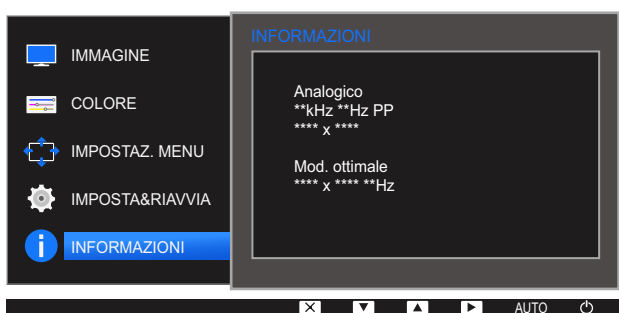 IMMAGINE
COLORE
IMPOSTAZ. MENU
IMPOSTA&RIAVVIA
INFORMAZIONI
INFORMAZIONI
Analogico
**kHz **Hz PP
**** x ****
Mod. ottimale
**** x **** **Hz
AUTO